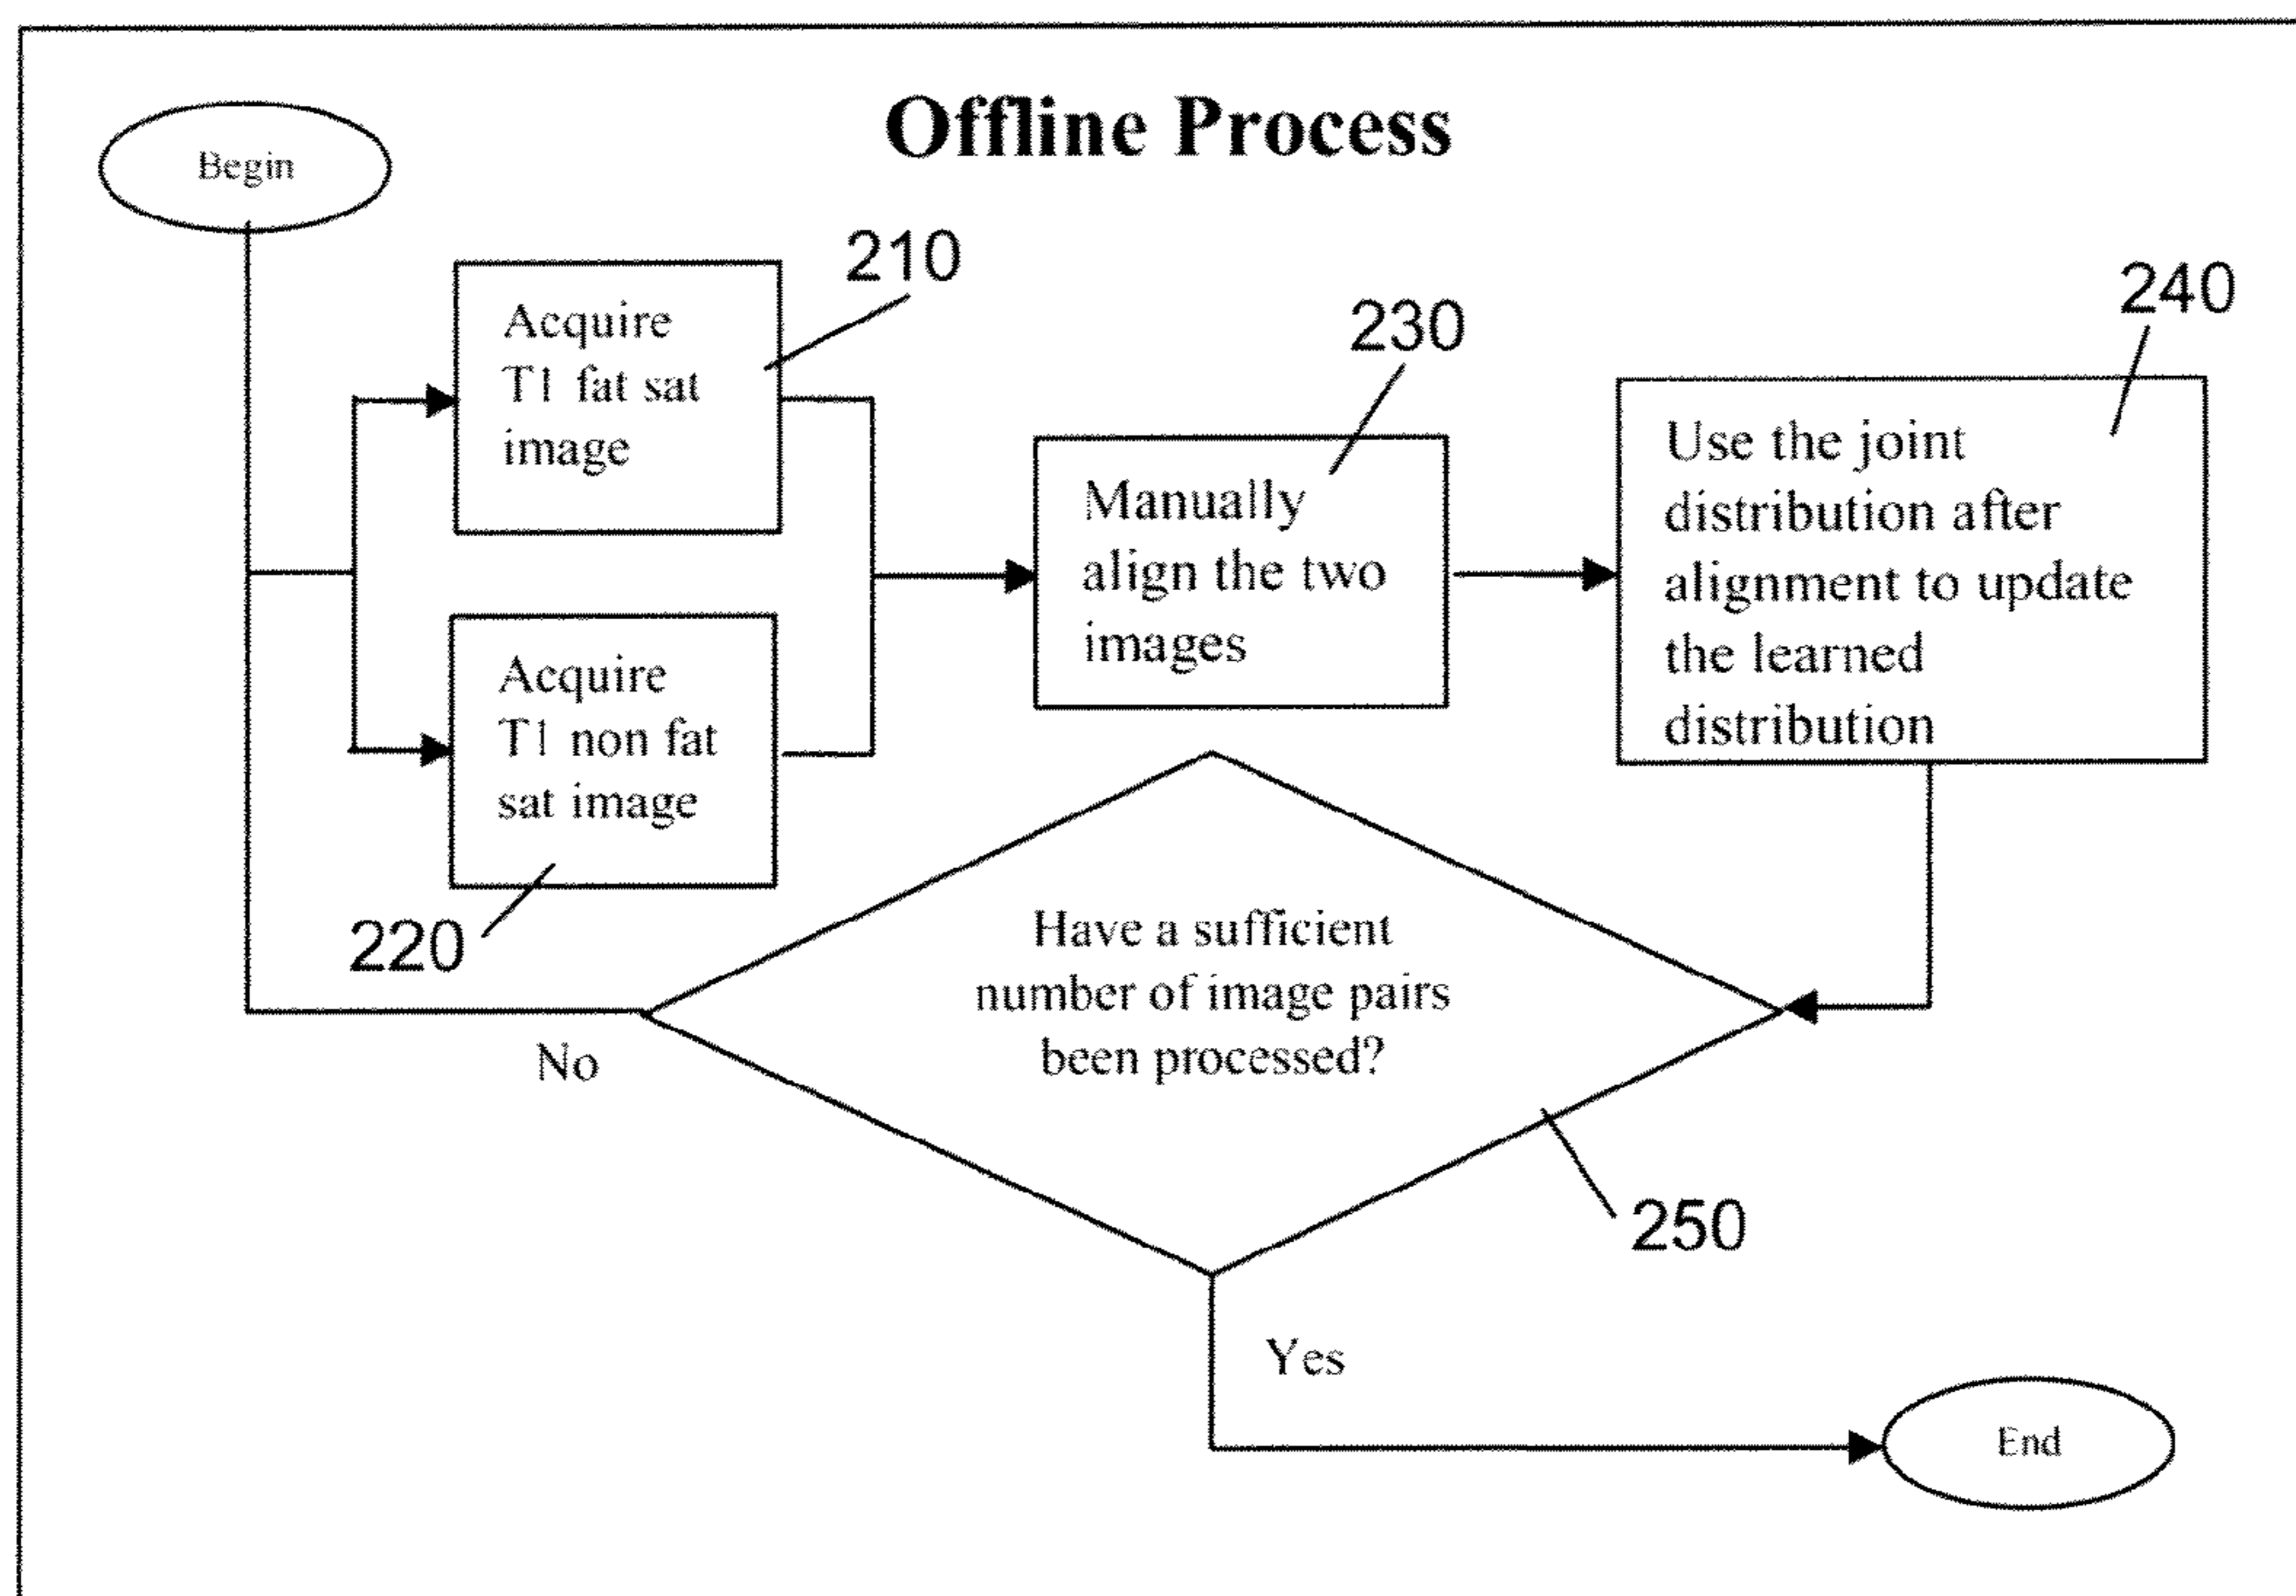 Offline Process
Begin
210
Acquire
T1 fat sat
image
220
Acquire
T1 non fat
sat image
230
Manually
align the two
images
240
Use the joint
distribution after
alignment to update
the learned
distribution
Have a sufficient
number of image pairs
been processed?
250
No
Yes
End